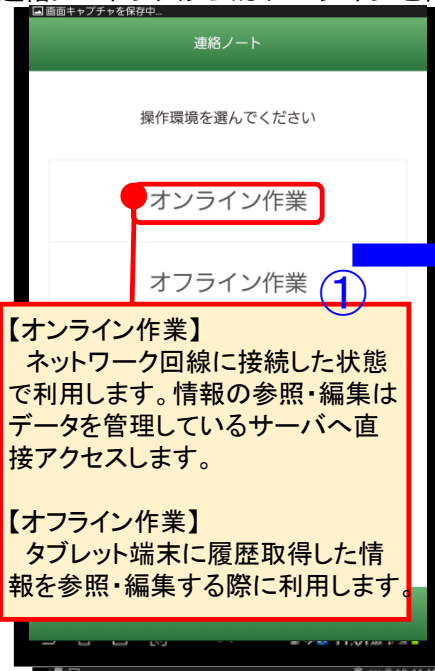 画面キャプチャを保存中...
連絡ノート
操作環境を選んでください
オンライン作業
オフライン作業
①
【オンライン作業】
ネットワーク回線に接続した状態
で利用します。情報の参照・編集は
データを管理しているサーバへ直
接アクセスします。
【オフライン作業】
タブレット端末に履歴取得した情
報を参照・編集する際に利用します。